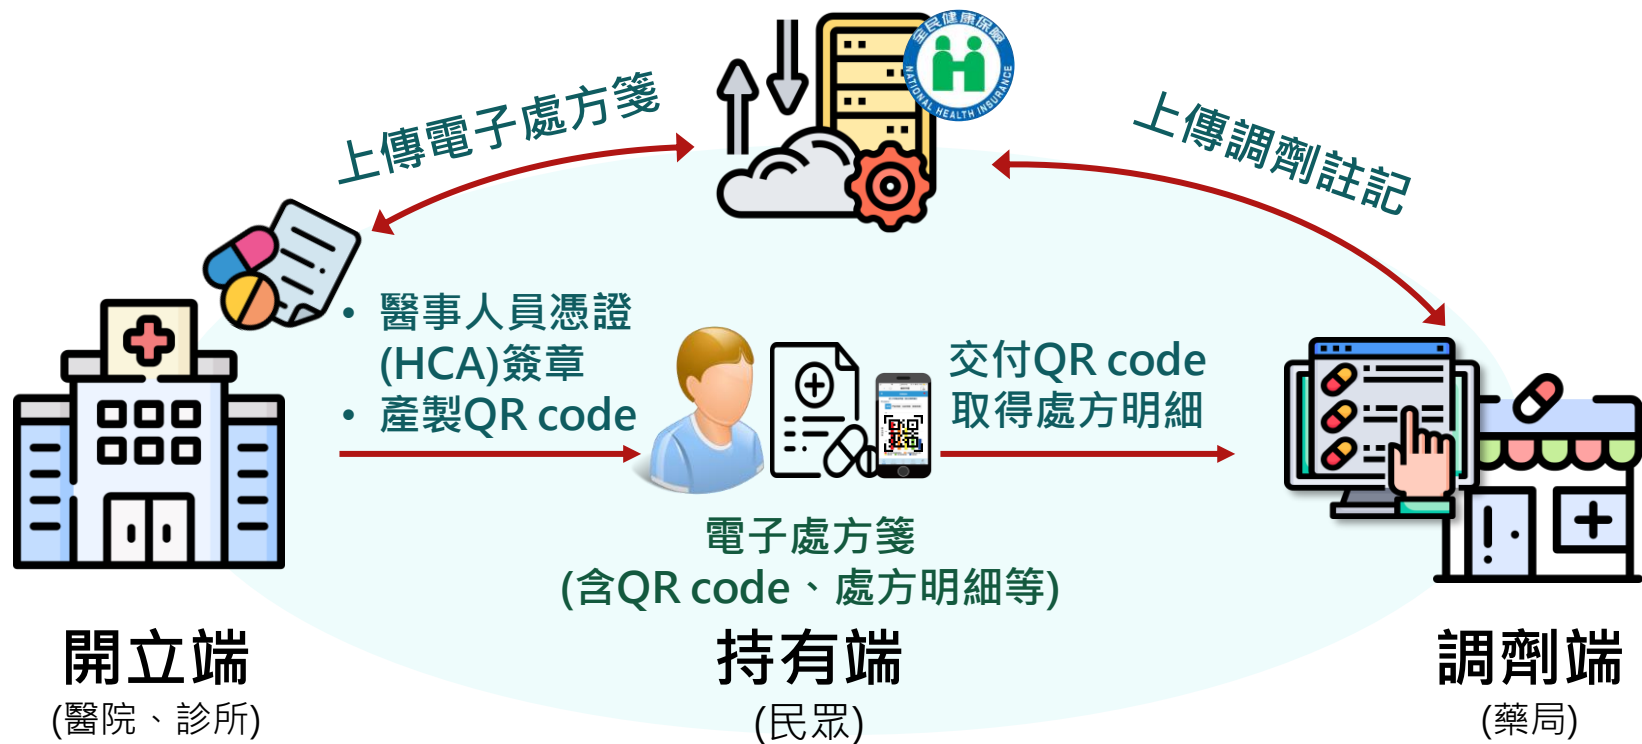 全民健康保險
NATIONAL HEALTH INSURANCE
上傳電子處方箋
上傳調劑註記
• 醫事人員憑證
(HCA)簽章
• 產製QR code
交付QR code
取得處方明細
電子處方箋
(含QR code、處方明細等)
開立端
(醫院、診所)
持有端
(民眾)
調劑端
(藥局)